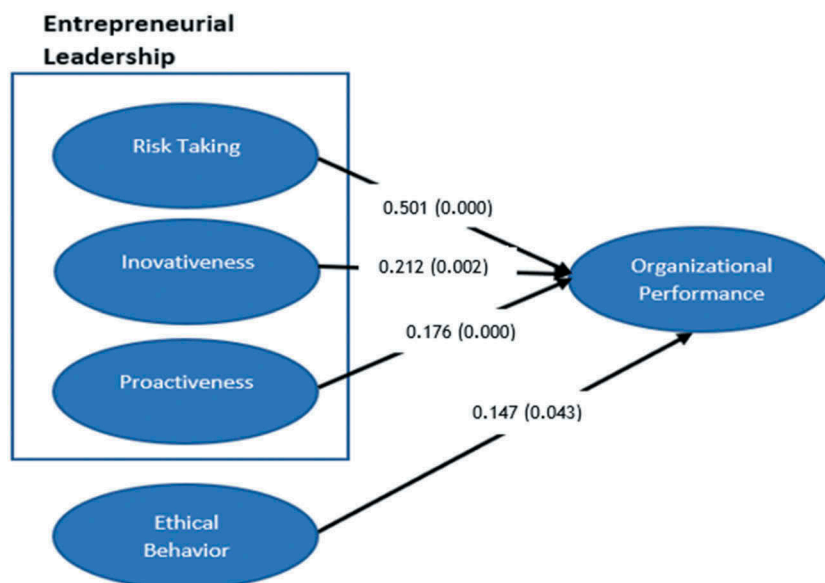 Entrepreneurial
Leadership
Risk Taking
0.501 (0.000)
Inovativeness
0.212 (0.002)
Organizational
Performance
0.176 (0.000)
Proactiveness
0.147 (0.043)
Ethical
Behavior